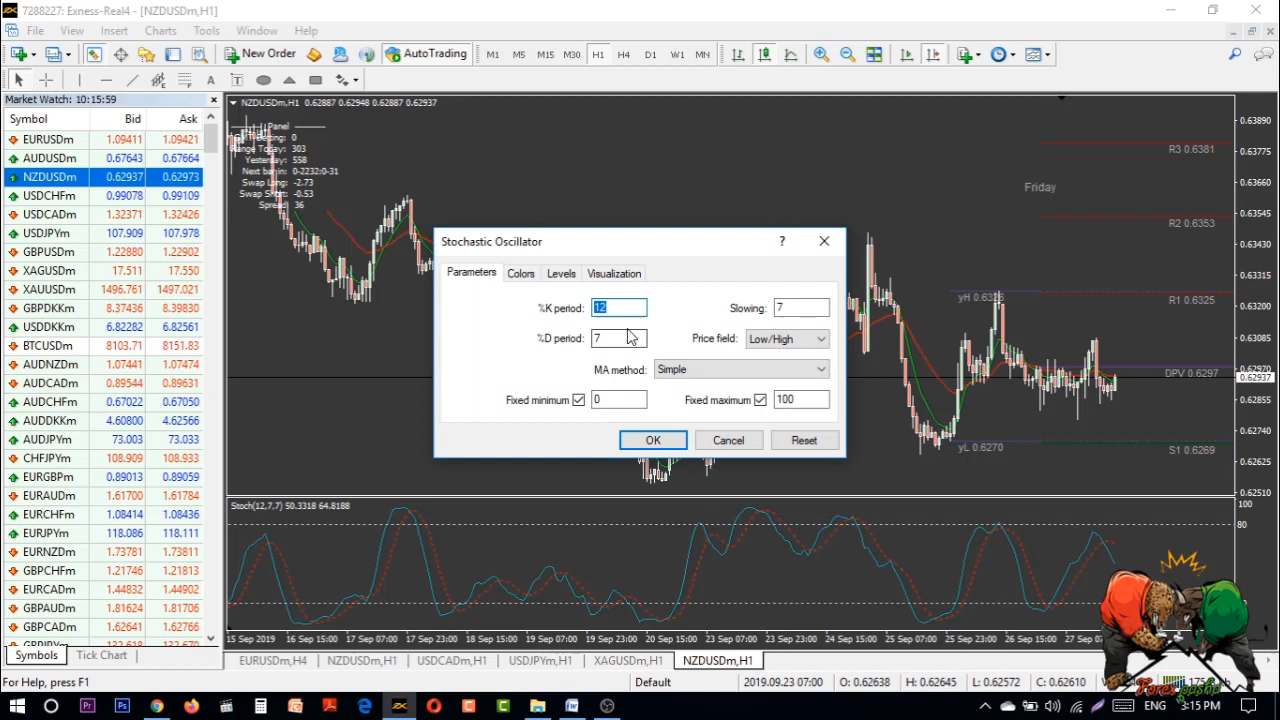 7288227: Exness-Real4 - [NZDUSDm,H1]
File View Insert Charts Tools Window Help
New Order AutoTrading M1 M5 M15 M30 H1 H4 D1 W1 MN
Market Watch: 10:15:59
Symbol Bid Ask
EURUSDm 1.09411 1.09421
AUDUSDm 0.67643 0.67664
NZDUSDm 0.62937 0.62973
USDCHFm 0.99078 0.99109
USDCADm 1.32371 1.32426
USDJPYm 107.909 107.978
GBPUSDm 1.22880 1.22902
XAGUSDm 17.511 17.550
XAUUSDm 1496.761 1497.021
GBPDKKm 8.37970 8.39830
USDDKKm 6.82282 6.82561
BTCUSDm 8103.71 8151.83
AUDNZDm 1.07441 1.07474
AUDCADm 0.89544 0.89631
AUDCHFm 0.67022 0.67050
AUDDKKm 4.60800 4.62566
AUDJPYm 73.003 73.033
CHFJPYm 108.909 108.933
EURGBPm 0.89013 0.89059
EURAUDm 1.61700 1.61784
EURCHFm 1.08414 1.08436
EURJPYm 118.086 118.111
EURNZDm 1.73781 1.73811
GBPCHFm 1.21746 1.21813
EURCADm 1.44832 1.44902
GBPAUDm 1.81624 1.81706
GBPCADm 1.62662 1.62766
Symbols Tick Chart
NZDUSDm,H1 0.62887 0.62948 0.62887 0.62937
Panel
Range Today: 303
Yesterday: 558
Next barin: 0-2232:0-31
Swap Long: -2.73
Swap Short: -0.53
Spread: 36
Friday
R3 0.6381
R2 0.6353
R1 0.6325
DPV 0.6297
S1 0.6269
yL 0.6270
0.63890
0.63775
0.63660
0.63545
0.63430
0.63315
0.63200
0.63085
0.62970
0.62937
0.62855
0.62740
0.62625
0.62510
Stochastic Oscillator
Parameters Colors Levels Visualization
%K period: 12 Slowing: 7
%D period: 7 Price field: Low/High
MA method: Simple
Fixed minimum 0 Fixed maximum 100
OK Cancel Reset
Stoch(12,7,7) 50.3318 64.8188
100
80
15 Sep 2019 16 Sep 15:00 17 Sep 07:00 17 Sep 23:00 18 Sep 15:00 19 Sep 07:00 19 Sep 23:00 20 Sep 15:00 23 Sep 07:00 23 Sep 23:00 24 Sep 15:00 25 Sep 07:00 25 Sep 23:00 26 Sep 15:00 27 Sep 07:0
EURUSDm,H4 NZDUSDm,H1 USDCADm,H1 USDJPYm,H1 XAGUSDm,H1 NZDUSDm,H1
For Help, press F1 Default 2019.09.23 07:00 O: 0.62638 H: 0.62645 L: 0.62572 C: 0.62610
Forex pasha
ENG 3:15 PM